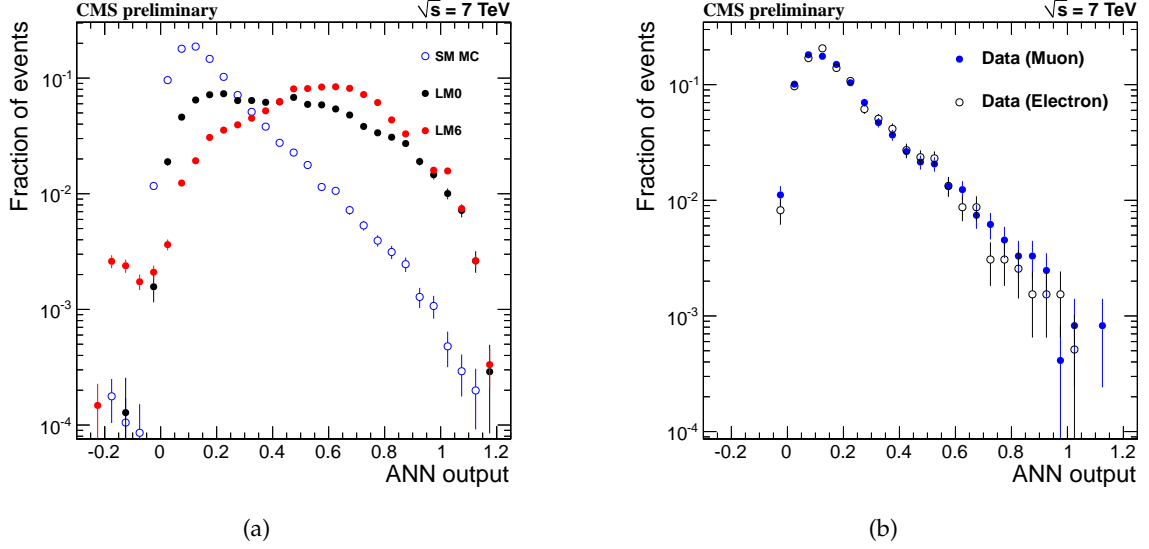 CMS preliminary √s = 7 TeV
Fraction of events
10⁻¹
10⁻²
10⁻³
10⁻⁴
SM MC
LM0
LM6
-0.2 0 0.2 0.4 0.6 0.8 1 1.2
ANN output
(a)
CMS preliminary √s = 7 TeV
Fraction of events
10⁻¹
10⁻²
10⁻³
10⁻⁴
Data (Muon)
Data (Electron)
-0.2 0 0.2 0.4 0.6 0.8 1 1.2
ANN output
(b)